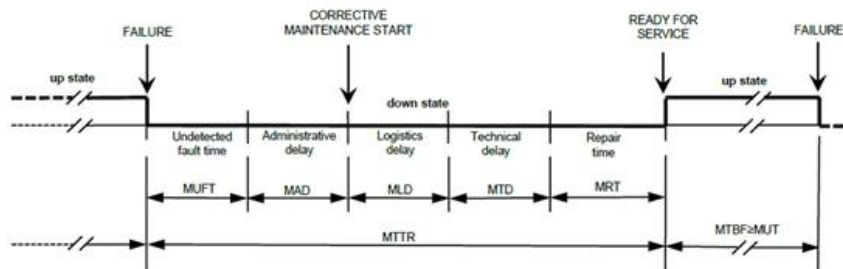 FAILURE
CORRECTIVE
MAINTENANCE START
READY FOR
SERVICE
FAILURE
up state
down state
up state
Undetected
fault time
Administrative
delay
Logistics
delay
Technical
delay
Repair
time
MUFT
MAD
MLD
MTD
MRT
MTTR
MTBF≥MUT